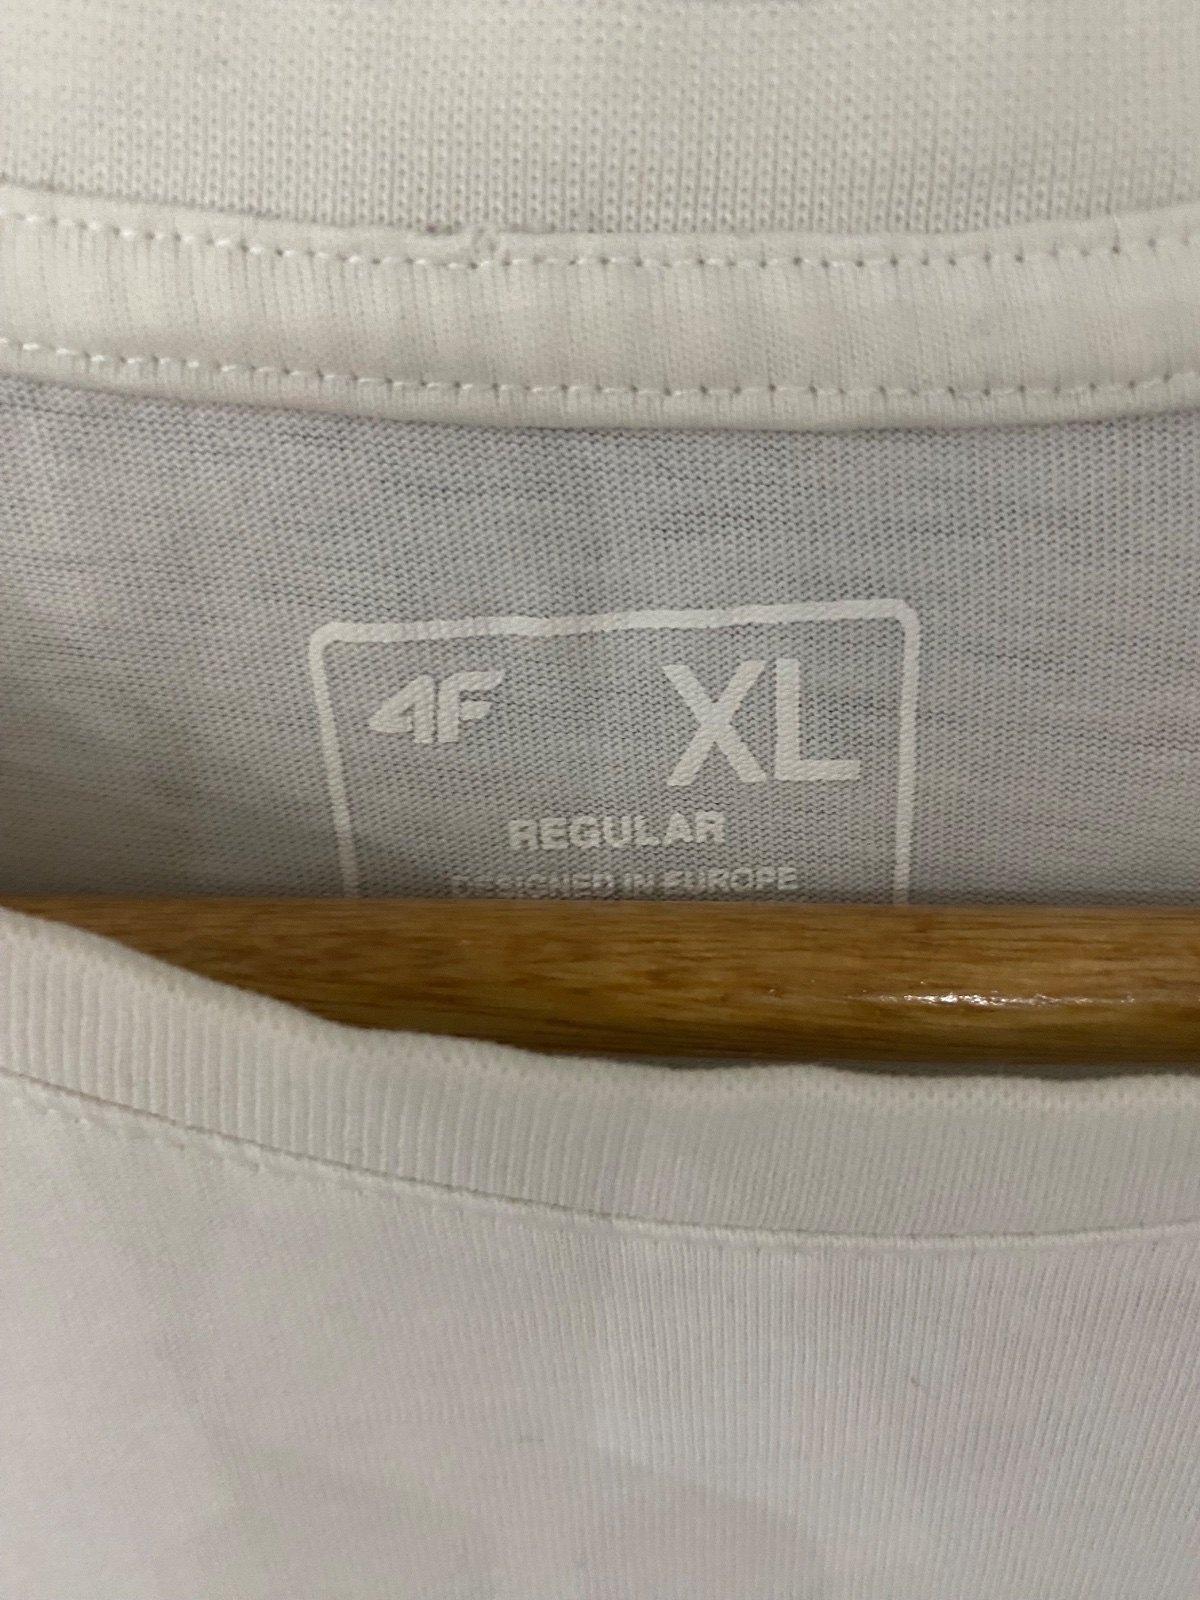 4F XL
REGULAR
DESIGNED IN EUROPE